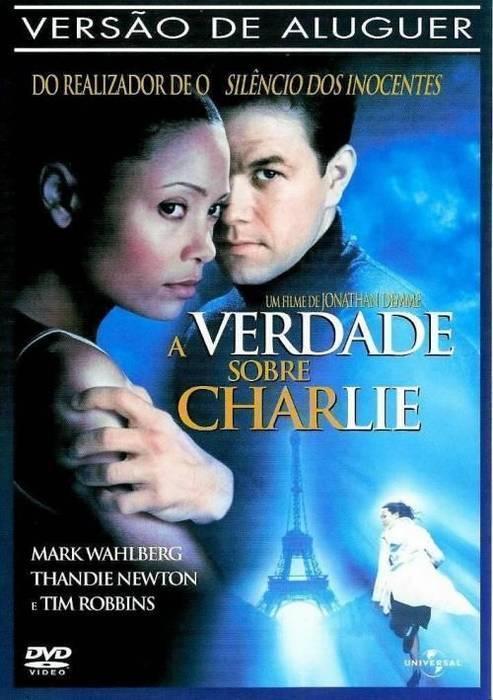 VERSÃO DE ALUGUER
DO REALIZADOR DE O SILÊNCIO DOS INOCENTES
UM FILME DE JONATHAN DEMME
A VERDADE
SOBRE
CHARLIE
MARK WAHLBERG
THANDIE NEWTON
E TIM ROBBINS
DVD
VIDEO
UNIVERSAL